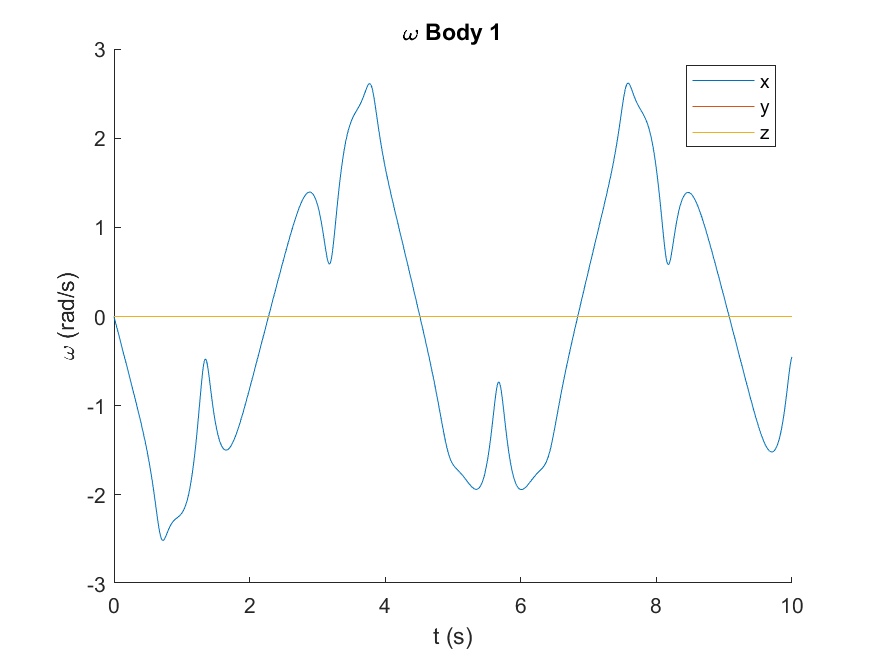 ω Body 1
3
2
1
0
-1
-2
-3
ω (rad/s)
x
y
z
0 2 4 6 8 10
t (s)